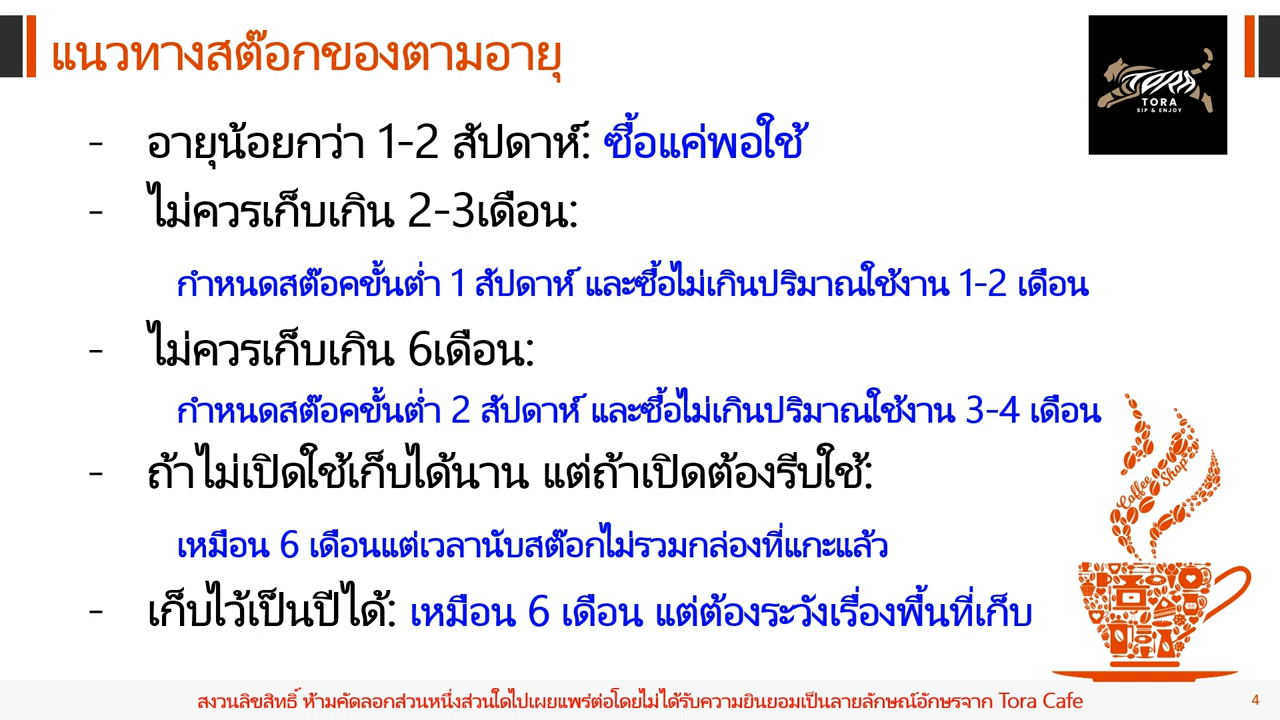 แนวทางสต๊อกของตามอายุ
TORA
TORA
SIP & ENJOY
- อายุน้อยกว่า 1-2 สัปดาห์: ซื้อแค่พอใช้
- ไม่ควรเก็บเกิน 2-3เดือน:
กำหนดสต๊อคขั้นต่ำ 1 สัปดาห์ และซื้อไม่เกินปริมาณใช้งาน 1-2 เดือน
- ไม่ควรเก็บเกิน 6เดือน:
กำหนดสต๊อคขั้นต่ำ 2 สัปดาห์ และซื้อไม่เกินปริมาณใช้งาน 3-4 เดือน
- ถ้าไม่เปิดใช้เก็บได้นาน แต่ถ้าเปิดต้องรีบใช้:
เหมือน 6 เดือนแต่เวลานับสต๊อกไม่รวมกล่องที่แกะแล้ว
- เก็บไว้เป็นปีได้: เหมือน 6 เดือน แต่ต้องระวังเรื่องพื้นที่เก็บ
Coffee Shop
สงวนลิขสิทธิ์ ห้ามคัดลอกส่วนหนึ่งส่วนใดไปเผยแพร่ต่อโดยไม่ได้รับความยินยอมเป็นลายลักษณ์อักษรจาก Tora Cafe
4